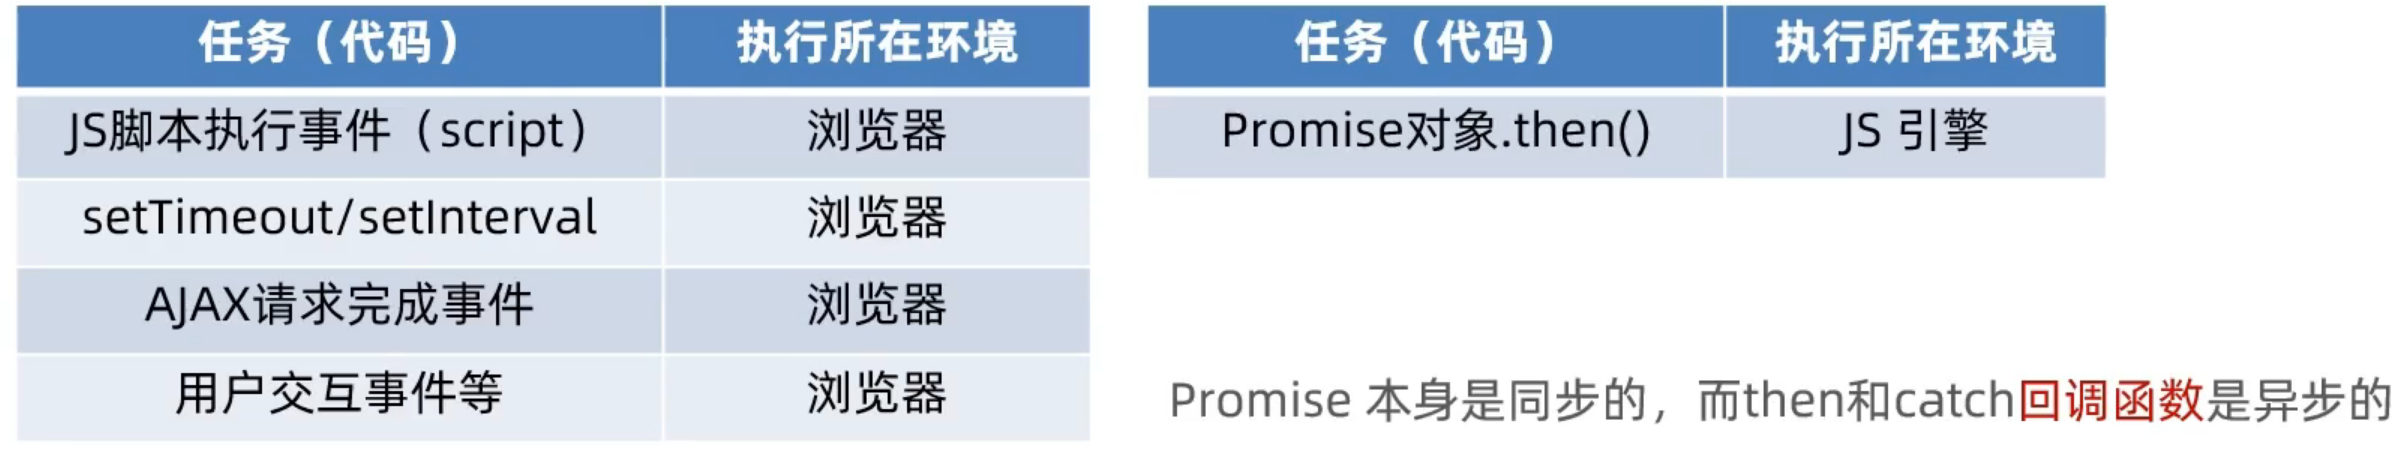 任务（代码） 执行所在环境
JS脚本执行事件（script） 浏览器
setTimeout/setInterval 浏览器
AJAX请求完成事件 浏览器
用户交互事件等 浏览器
任务（代码） 执行所在环境
Promise对象.then() JS 引擎
Promise 本身是同步的，而then和catch回调函数是异步的